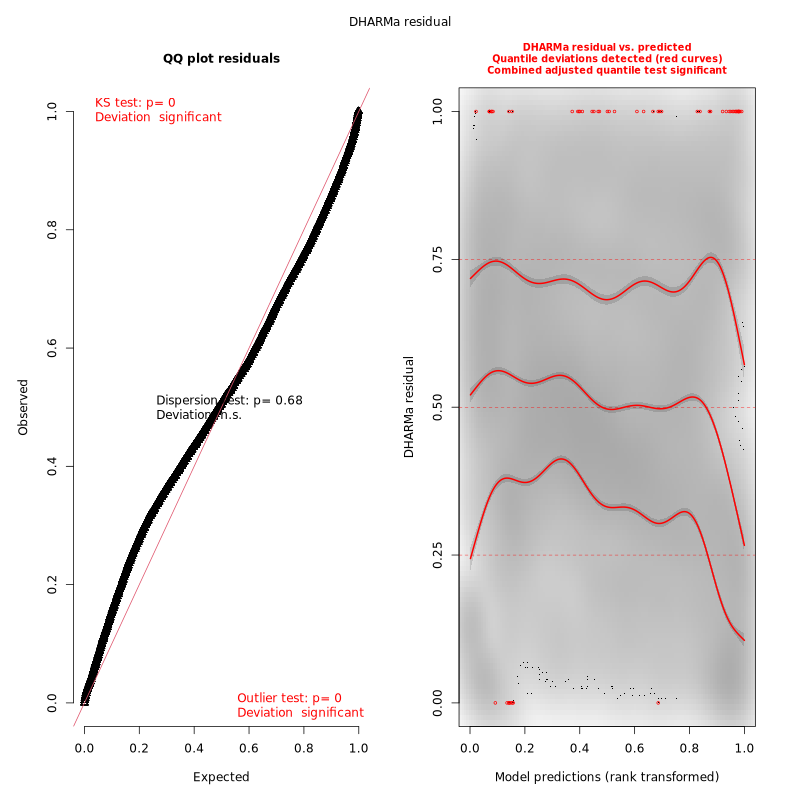 DHARMa residual
QQ plot residuals
KS test: p= 0
Deviation  significant
Dispersion test: p= 0.68
Deviation n.s.
Outlier test: p= 0
Deviation  significant
Observed
0.0
0.2
0.4
0.6
0.8
1.0
0.0 0.2 0.4 0.6 0.8 1.0
Expected
DHARMa residual vs. predicted
Quantile deviations detected (red curves)
Combined adjusted quantile test significant
DHARMa residual
1.00
0.75
0.50
0.25
0.00
0.0 0.2 0.4 0.6 0.8 1.0
Model predictions (rank transformed)